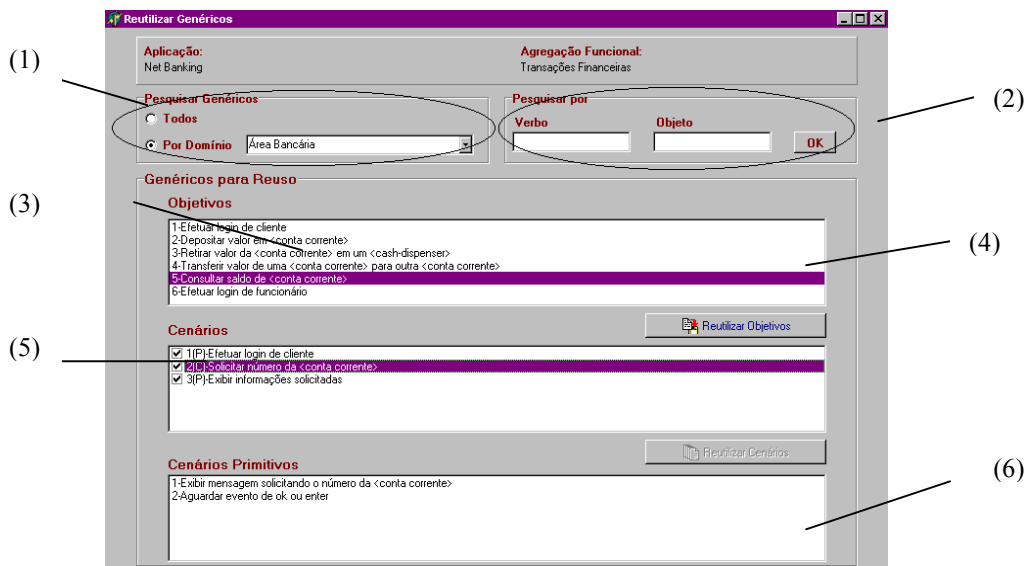 Reutilizar Genéricos
Aplicação:
Net Banking
Agregação Funcional:
Transações Financeiras
(1)
(2)
Pesquisar Genéricos
Todos
Por Domínio
Área Bancária
Pesquisar por
Verbo
Objeto
OK
Genéricos para Reuso
(3)
Objetivos
1-Efetuar login de cliente
2-Depositar valor em <conta corrente>
3-Retirar valor da <conta corrente> em um <cash-dispenser>
4-Transferir valor de uma <conta corrente> para outra <conta corrente>
5-Consultar saldo de <conta corrente>
6-Efetuar login de funcionário
(4)
Reutilizar Objetivos
(5)
Cenários
1(P)-Efetuar login de cliente
2(C)-Solicitar número da <conta corrente>
3(P)-Exibir informações solicitadas
Reutilizar Cenários
(6)
Cenários Primitivos
1-Exibir mensagem solicitando o número da <conta corrente>
2-Aguardar evento de ok ou enter